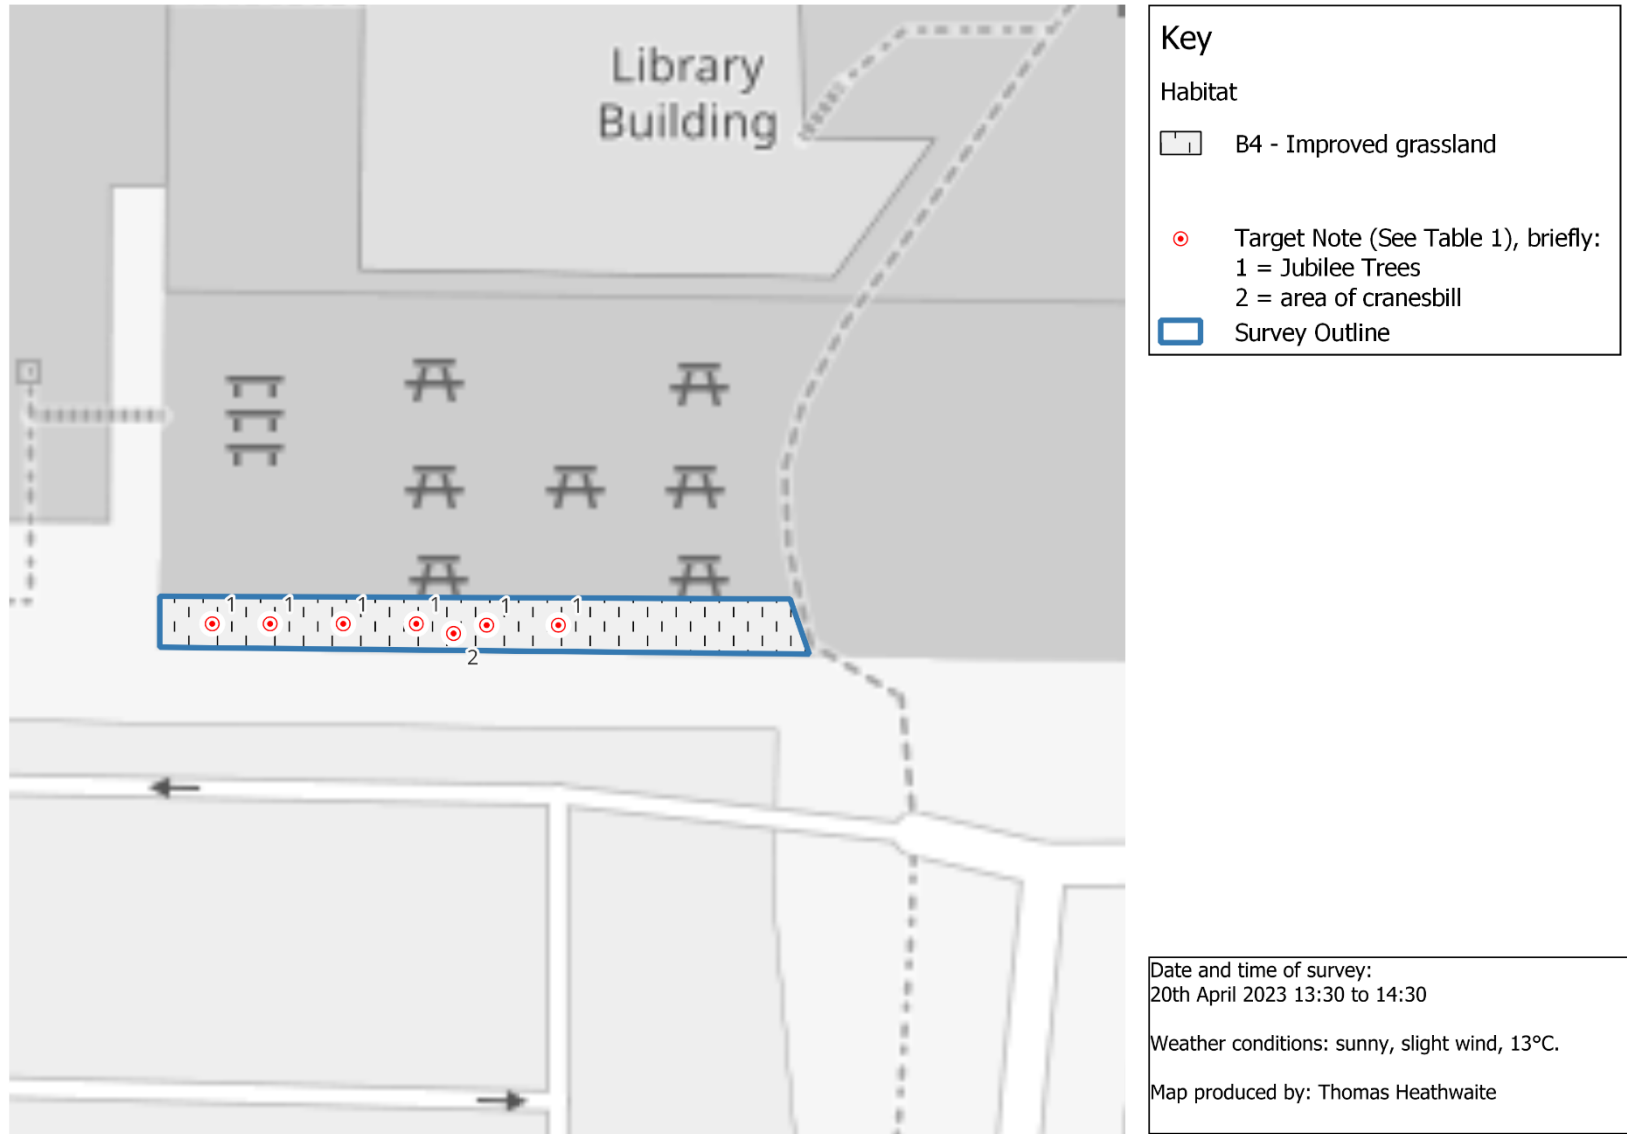 Library
Building
1 1 1 1 1 1
2
Key
Habitat
B4 - Improved grassland
Target Note (See Table 1), briefly:
1 = Jubilee Trees
2 = area of cranesbill
Survey Outline
Date and time of survey:
20th April 2023 13:30 to 14:30
Weather conditions: sunny, slight wind, 13°C.
Map produced by: Thomas Heathwaite